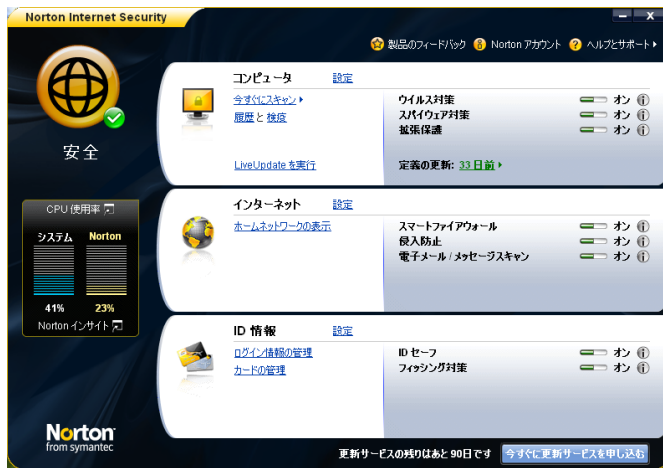 Norton Internet Security
製品のフィードバック Norton アカウント ヘルプとサポート
安全
CPU 使用率
システム Norton
41% 23%
Norton インサイト
Norton
from symantec
コンピュータ 設定
今すぐにスキャン
履歴 と 検疫
LiveUpdate を実行
ウイルス対策 オン
スパイウェア対策 オン
拡張保護 オン
定義の更新: 33 日前
インターネット 設定
ホームネットワークの表示
スマートファイアウォール オン
侵入防止 オン
電子メール / メッセージスキャン オン
ID 情報 設定
ログイン情報の管理
カードの管理
ID セーフ オン
フィッシング対策 オン
更新サービスの残りはあと 90日です 今すぐに更新サービスを申し込む